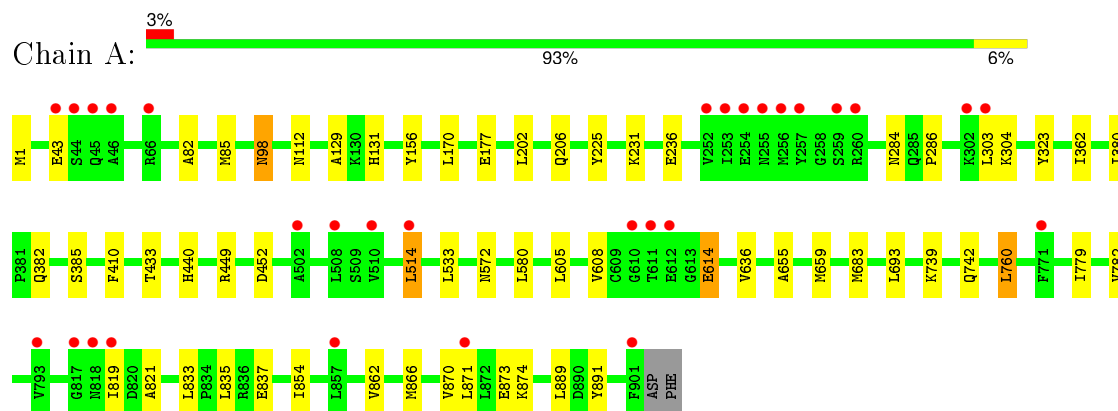 3%
Chain A:
93% 6%
M1 E43 S44 Q45 A46 R66 A82 M85 N98 N112 A129 K130 H131 Y156 L170 E177 L202 Q206 Y225 K231 E236 V252 I253 E254 N255 M256 Y257 G258 S259 R260 N284 Q285 P286 K302 L303 K304 Y323 I362
P381 Q382 S385 F410 T433 H440 R449 D452 A502 L508 S509 V510 L514 L533 N572 L580 L605 V608 C609 G610 T611 E612 G613 E614 V636 A655 M659 M683 L693 K739 Q742 L760 F771 I779
V793 G817 N818 I819 D820 A821 L833 P834 L835 R836 E837 I854 L857 V862 M866 V870 L871 L872 E873 K874 L889 D890 Y891 F901 ASP PHE